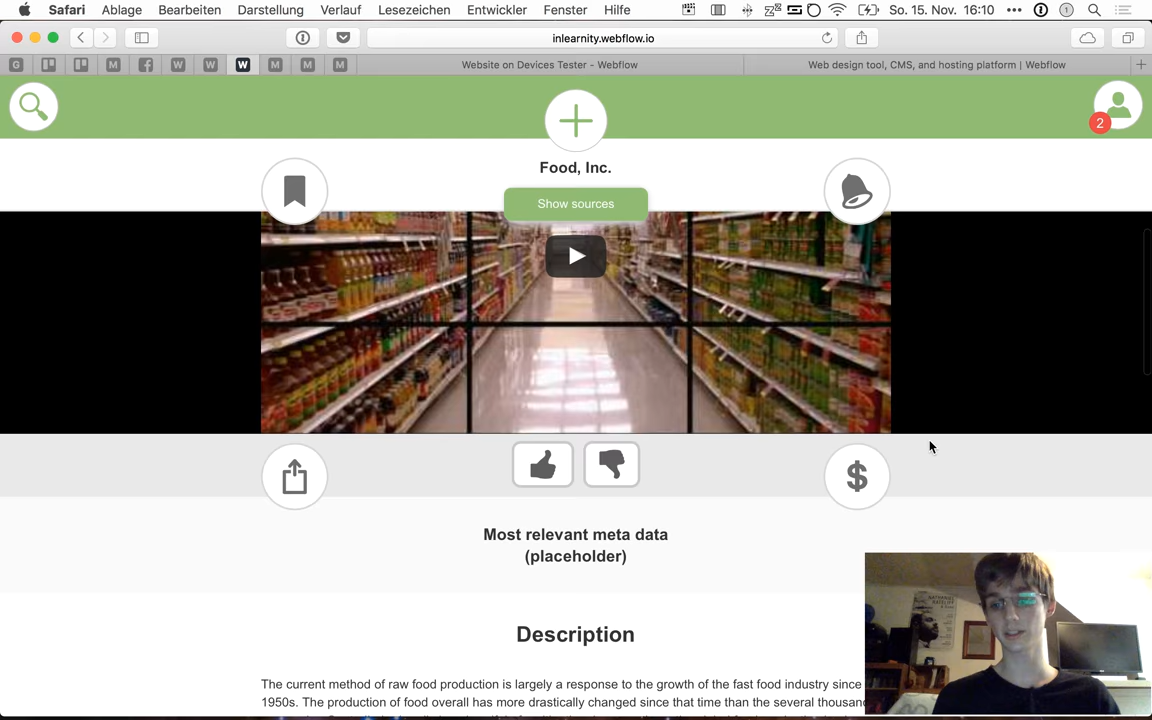 Safari Ablage Bearbeiten Darstellung Verlauf Lesezeichen Entwickler Fenster Hilfe So. 15. Nov. 16:10
inlearnity.webflow.io
G M W W W M M M Website on Devices Tester - Webflow Web design tool, CMS, and hosting platform | Webflow
2
Food, Inc.
Show sources
$
Most relevant meta data
(placeholder)
Description
The current method of raw food production is largely a response to the growth of the fast food industry since
1950s. The production of food overall has more drastically changed since that time than the several thousand